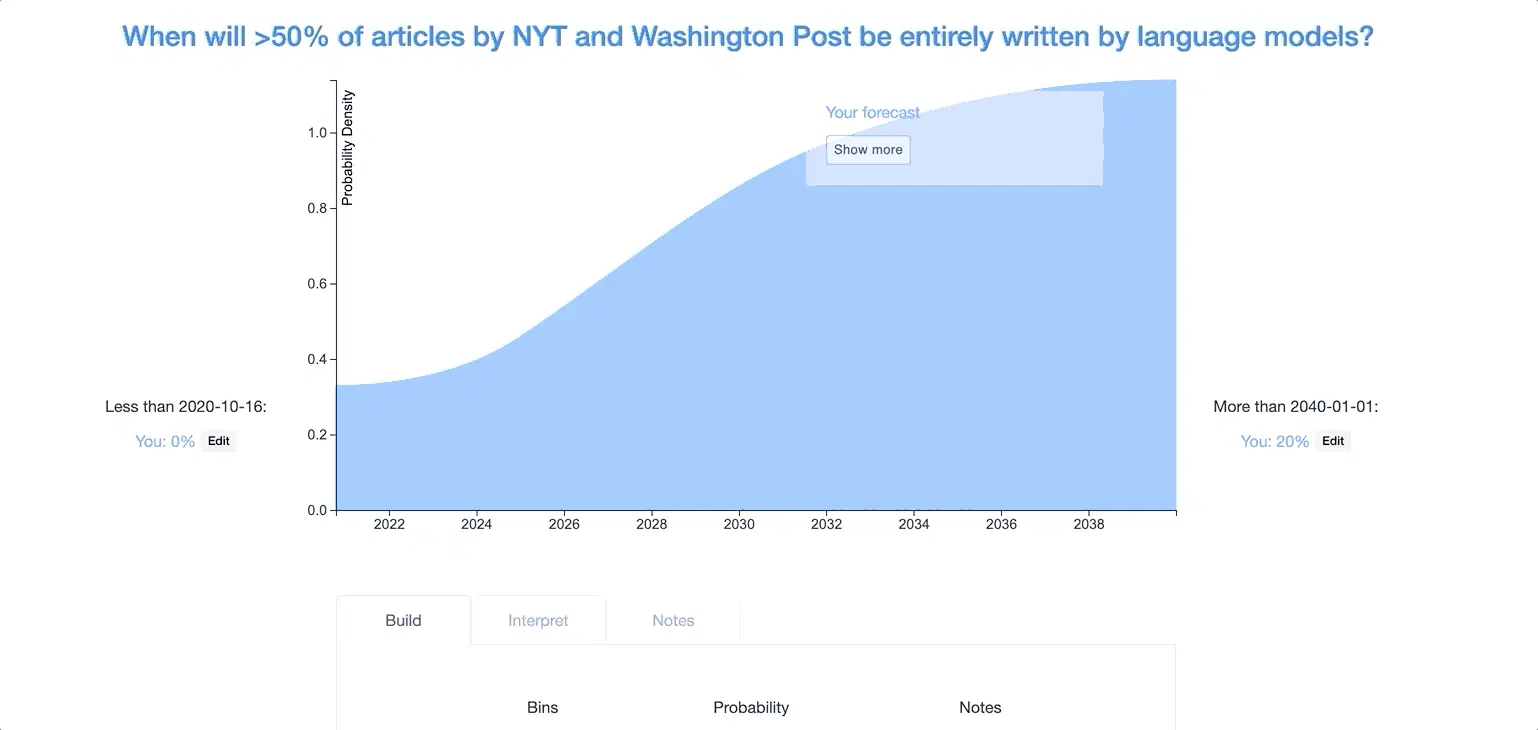 When will >50% of articles by NYT and Washington Post be entirely written by language models?
Probability Density
Your forecast
Show more
1.0
0.8
0.6
0.4
0.2
0.0
Less than 2020-10-16:
You: 0% Edit
More than 2040-01-01:
You: 20% Edit
2022 2024 2026 2028 2030 2032 2034 2036 2038
Build Interpret Notes
Bins Probability Notes